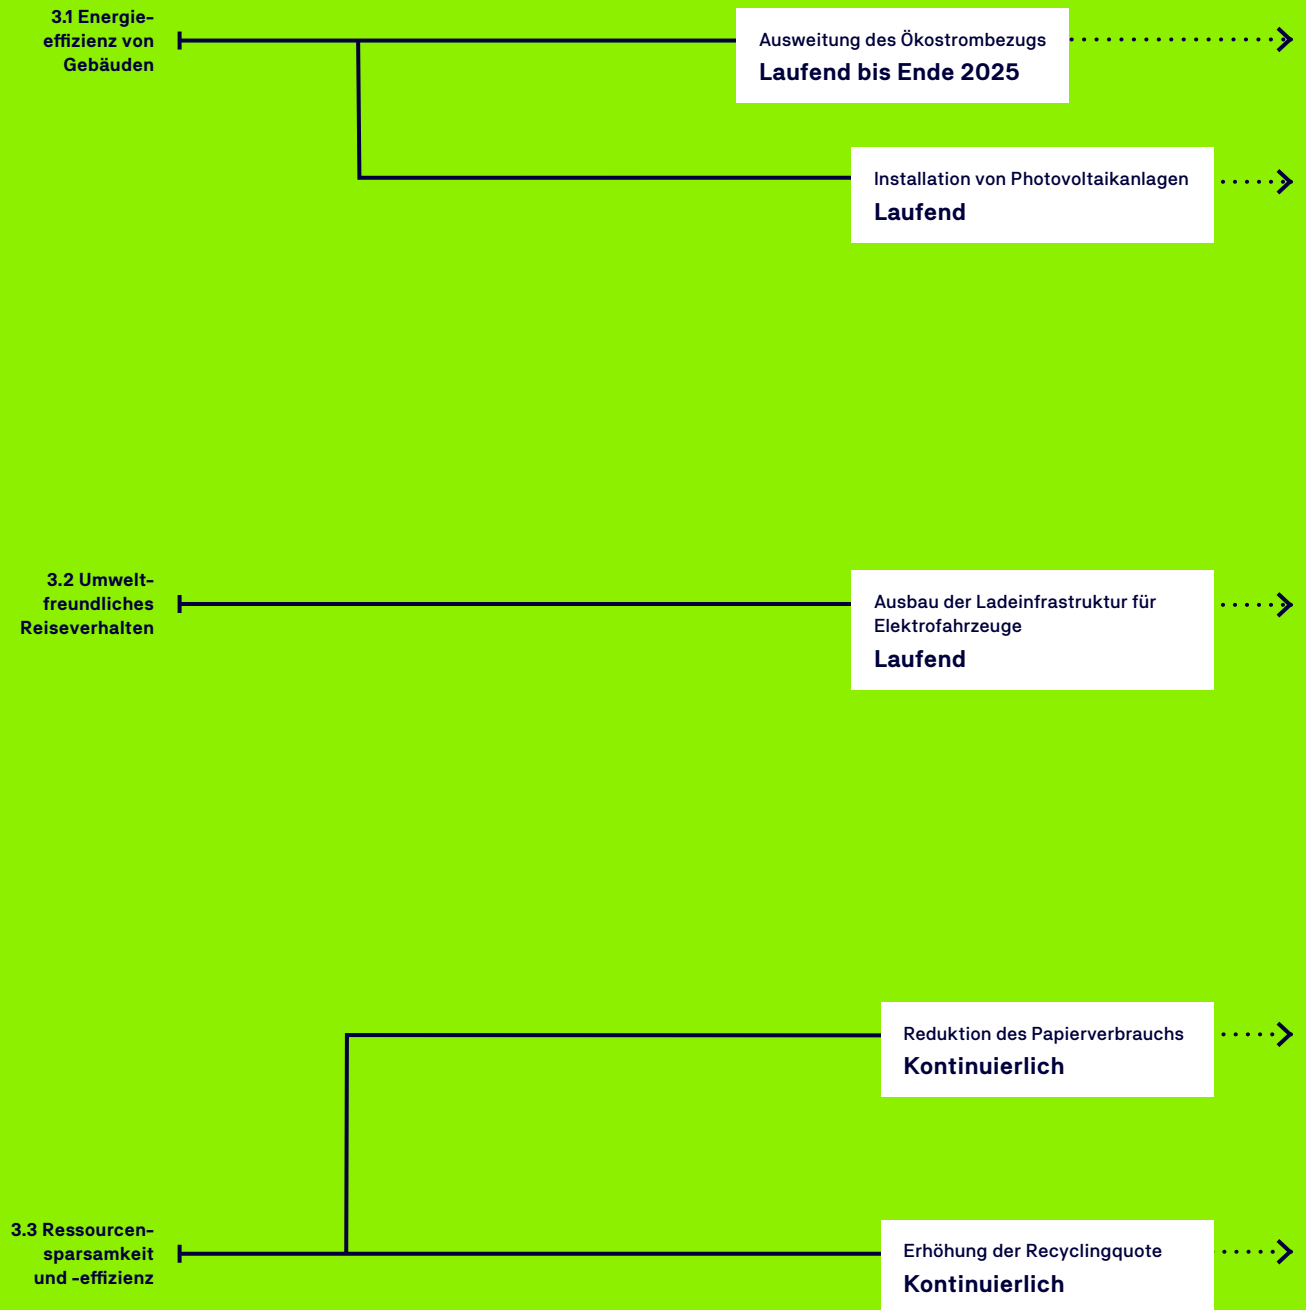 3.1 Energie-
effizienz von
Gebäuden
Ausweitung des Ökostrombezugs
Laufend bis Ende 2025
Installation von Photovoltaikanlagen
Laufend
3.2 Umwelt-
freundliches
Reiseverhalten
Ausbau der Ladeinfrastruktur für
Elektrofahrzeuge
Laufend
Reduktion des Papierverbrauchs
Kontinuierlich
3.3 Ressourcen-
sparsamkeit
und -effizienz
Erhöhung der Recyclingquote
Kontinuierlich